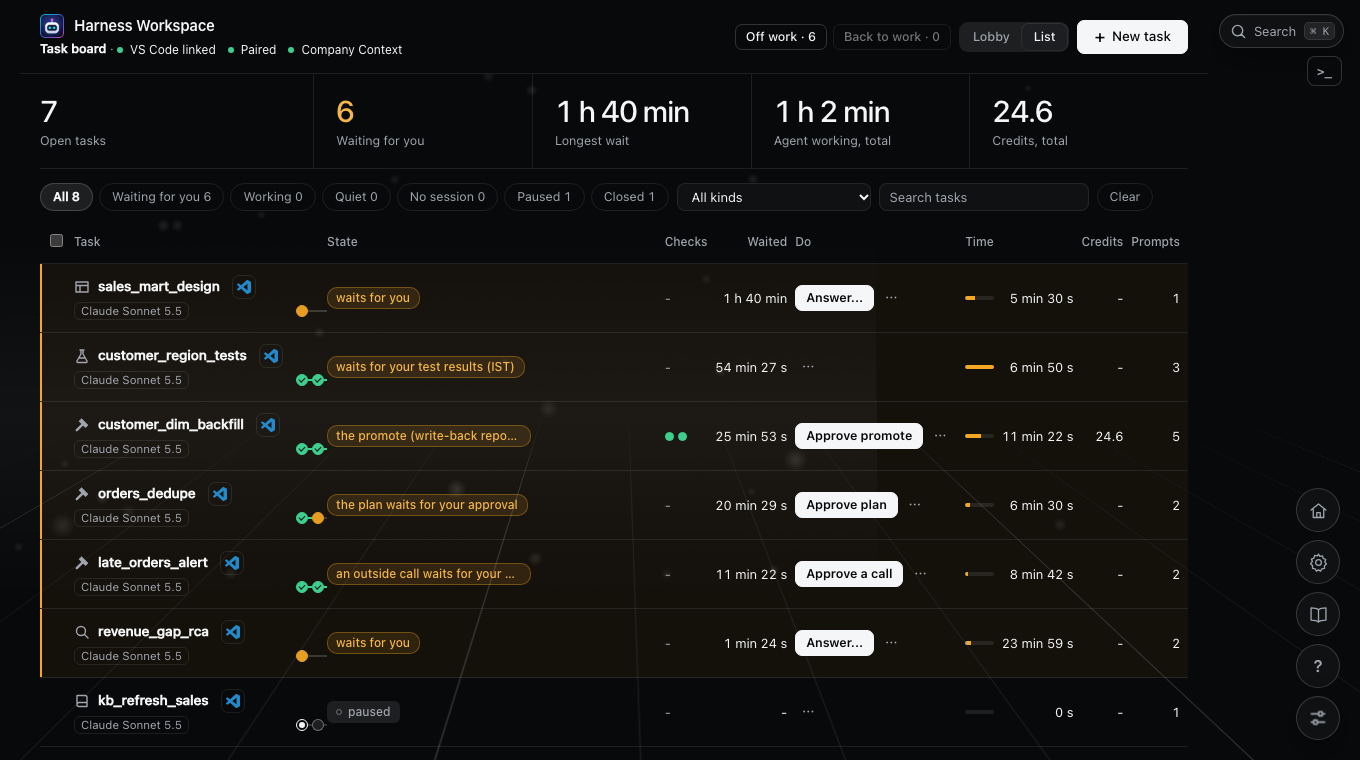 Harness Workspace
Task board · VS Code linked Paired Company Context
Off work · 6 Back to work · 0 Lobby List + New task Search ⌘ K
>_
7 6 1 h 40 min 1 h 2 min 24.6
Open tasks Waiting for you Longest wait Agent working, total Credits, total
All 8 Waiting for you 6 Working 0 Quiet 0 No session 0 Paused 1 Closed 1 All kinds Search tasks Clear
Task State Checks Waited Do Time Credits Prompts
sales_mart_design
Claude Sonnet 5.5
waits for you - 1 h 40 min Answer... ··· 5 min 30 s - 1
customer_region_tests
Claude Sonnet 5.5
waits for your test results (IST) - 54 min 27 s ··· 6 min 50 s - 3
customer_dim_backfill
Claude Sonnet 5.5
the promote (write-back repo... 25 min 53 s Approve promote ··· 11 min 22 s 24.6 5
orders_dedupe
Claude Sonnet 5.5
the plan waits for your approval - 20 min 29 s Approve plan ··· 6 min 30 s - 2
late_orders_alert
Claude Sonnet 5.5
an outside call waits for your ... - 11 min 22 s Approve a call ··· 8 min 42 s - 2
revenue_gap_rca
Claude Sonnet 5.5
waits for you - 1 min 24 s Answer... ··· 23 min 59 s - 2
kb_refresh_sales
Claude Sonnet 5.5
paused - - ··· 0 s - 1
?